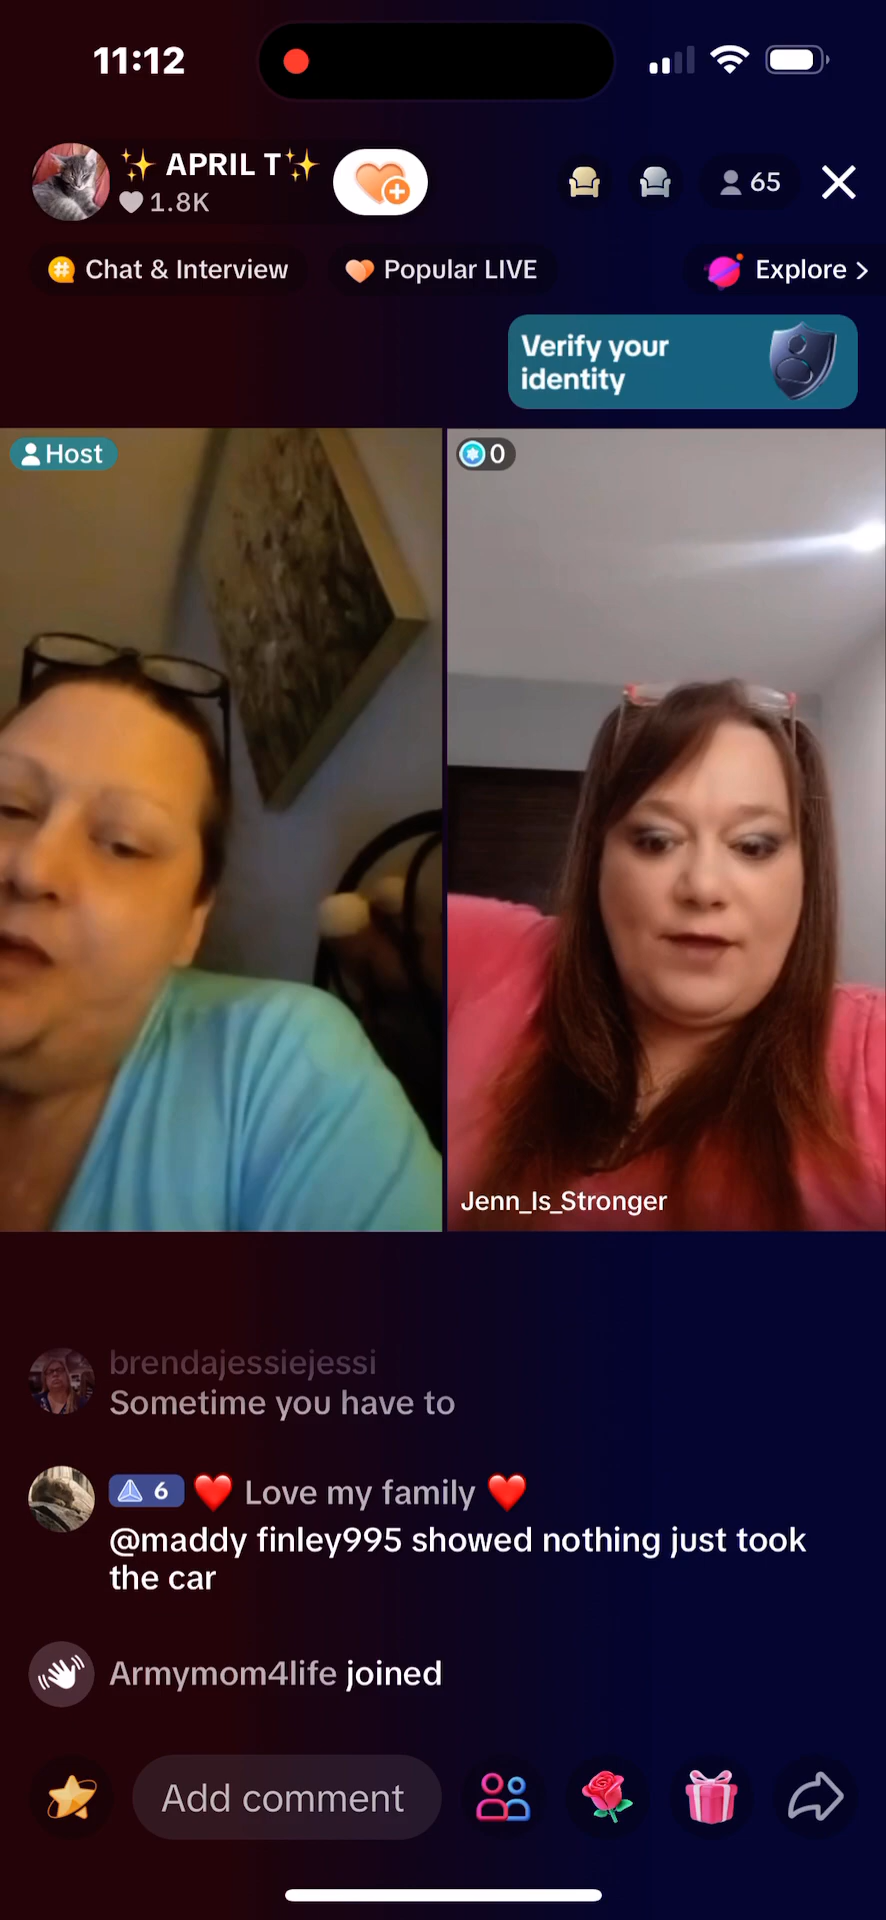 11:12
✨ APRIL T✨
1.8K
65
Chat & Interview
Popular LIVE
Explore >
Verify your
identity
Host
0
Jenn_Is_Stronger
brendajessiejessi
Sometime you have to
6 ❤️ Love my family ❤️
@maddy finley995 showed nothing just took
the car
Armymom4life joined
Add comment